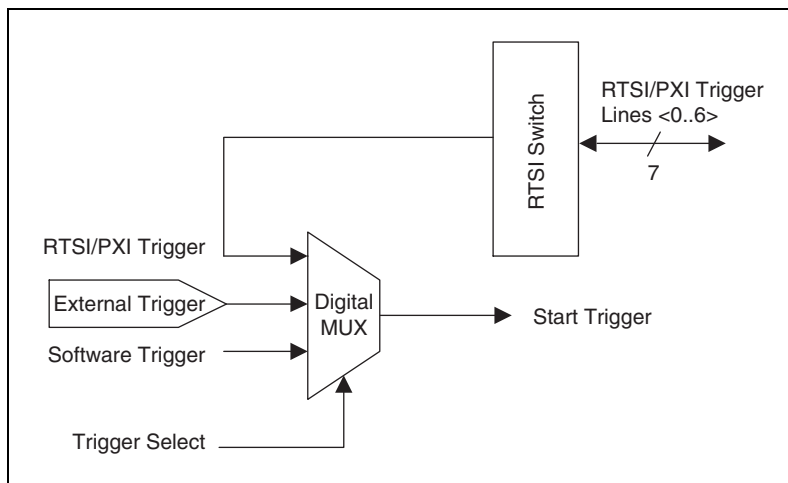 RTSI/PXI Trigger
Lines <0..6>
7
RTSI Switch
RTSI/PXI Trigger
External Trigger
Software Trigger
Trigger Select
Digital
MUX
Start Trigger